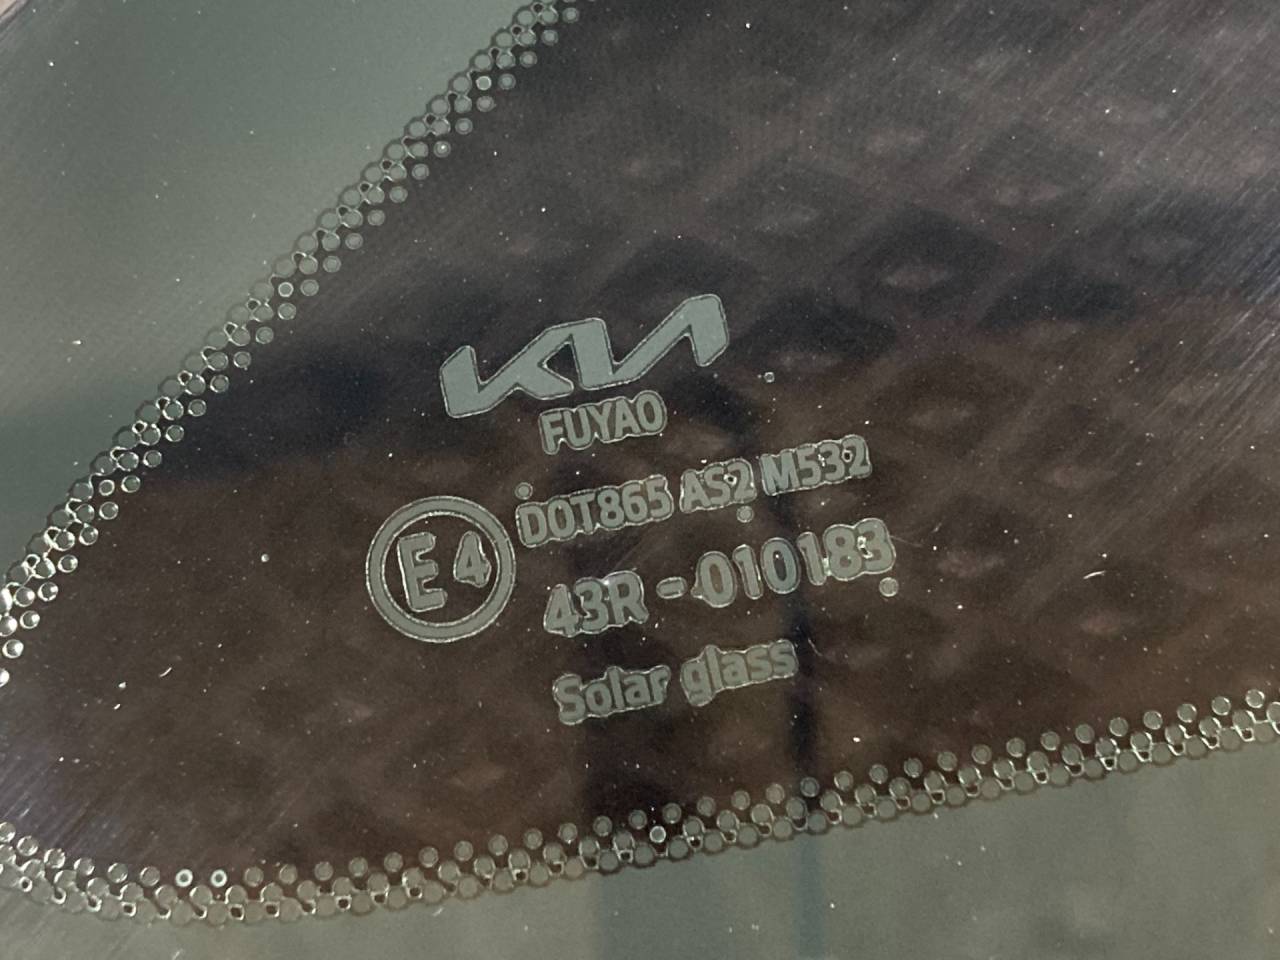 KIA
FUYAO
DOT865 AS2 M532
E4
43R-010183
Solar glass